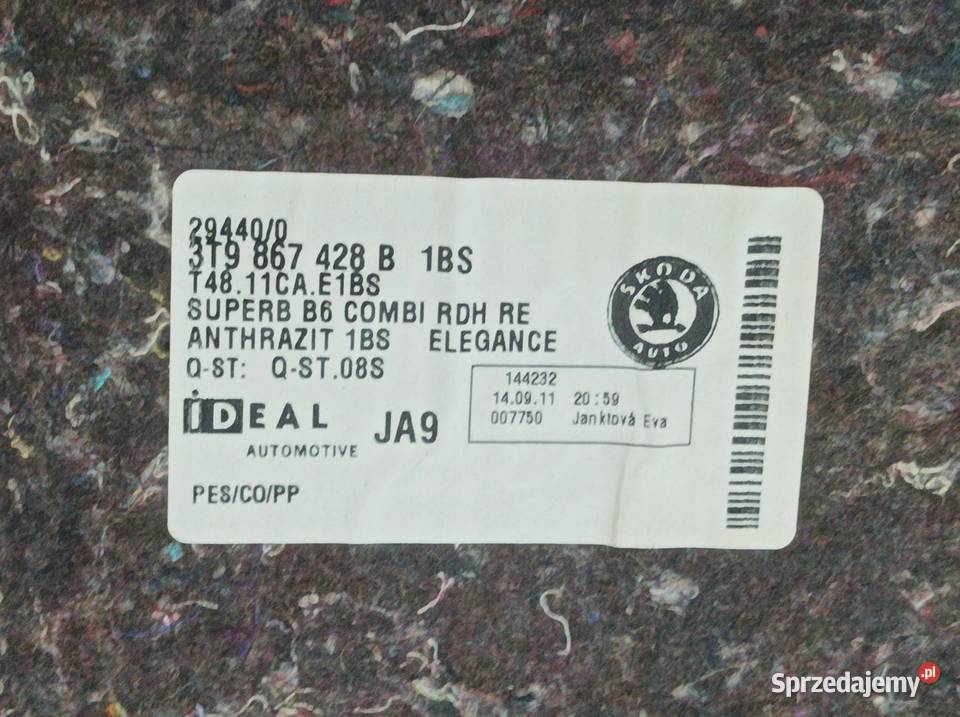 29440/0
3T9 867 428 B 1BS
T48.11CA.E1BS
SUPERB B6 COMBI RDH RE
ANTHRAZIT 1BS ELEGANCE
Q-ST: Q-ST.08S
ŠKODA
AUTO
144232
14.09.11 20:59
007750 Janktová Eva
iDEAL
AUTOMOTIVE
JA9
PES/CO/PP
Sprzedajemy.pl